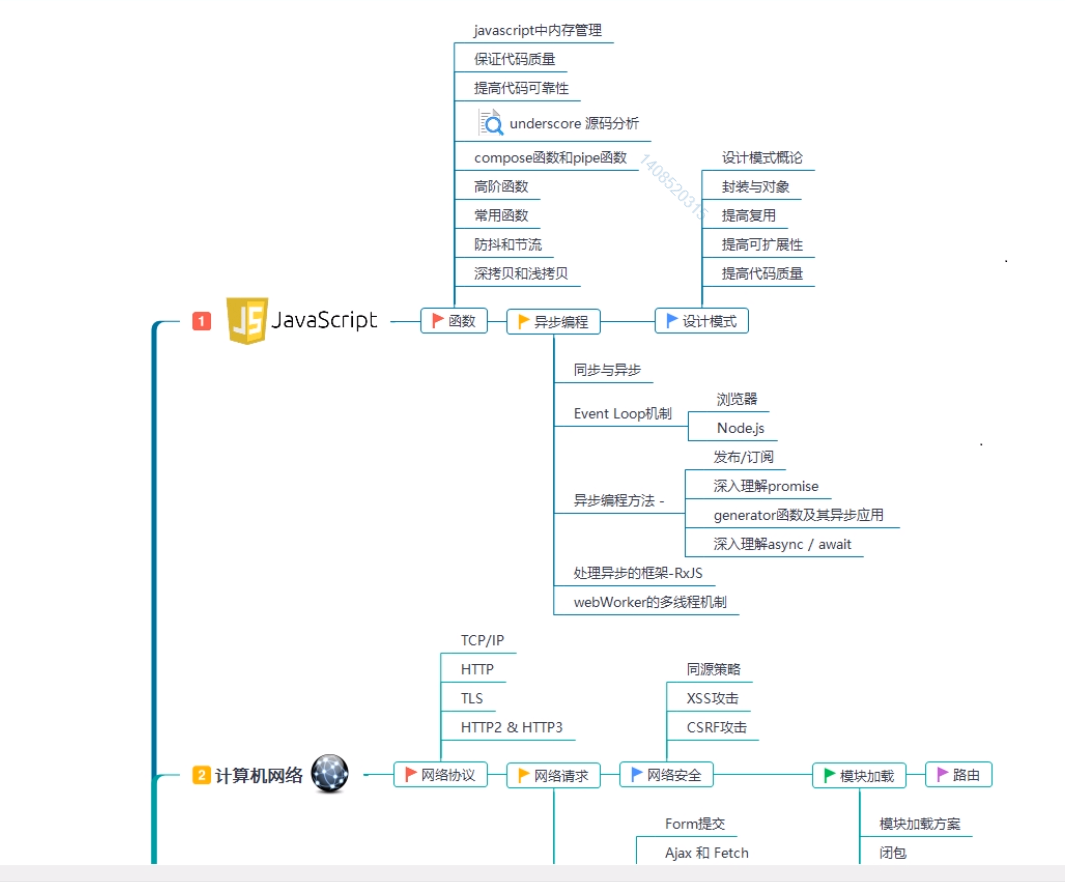 javascript中内存管理
保证代码质量
提高代码可靠性
underscore 源码分析
compose函数和pipe函数
高阶函数
常用函数
防抖和节流
深拷贝和浅拷贝
1408520315
设计模式概论
封装与对象
提高复用
提高可扩展性
提高代码质量
1 JS JavaScript 函数 异步编程 设计模式
同步与异步
Event Loop机制
浏览器
Node.js
异步编程方法 -
发布/订阅
深入理解promise
generator函数及其异步应用
深入理解async / await
处理异步的框架-RxJS
webWorker的多线程机制
TCP/IP
HTTP
TLS
HTTP2 & HTTP3
同源策略
XSS攻击
CSRF攻击
2 计算机网络 网络协议 网络请求 网络安全 模块加载 路由
Form提交
Ajax 和 Fetch
模块加载方案
闭包